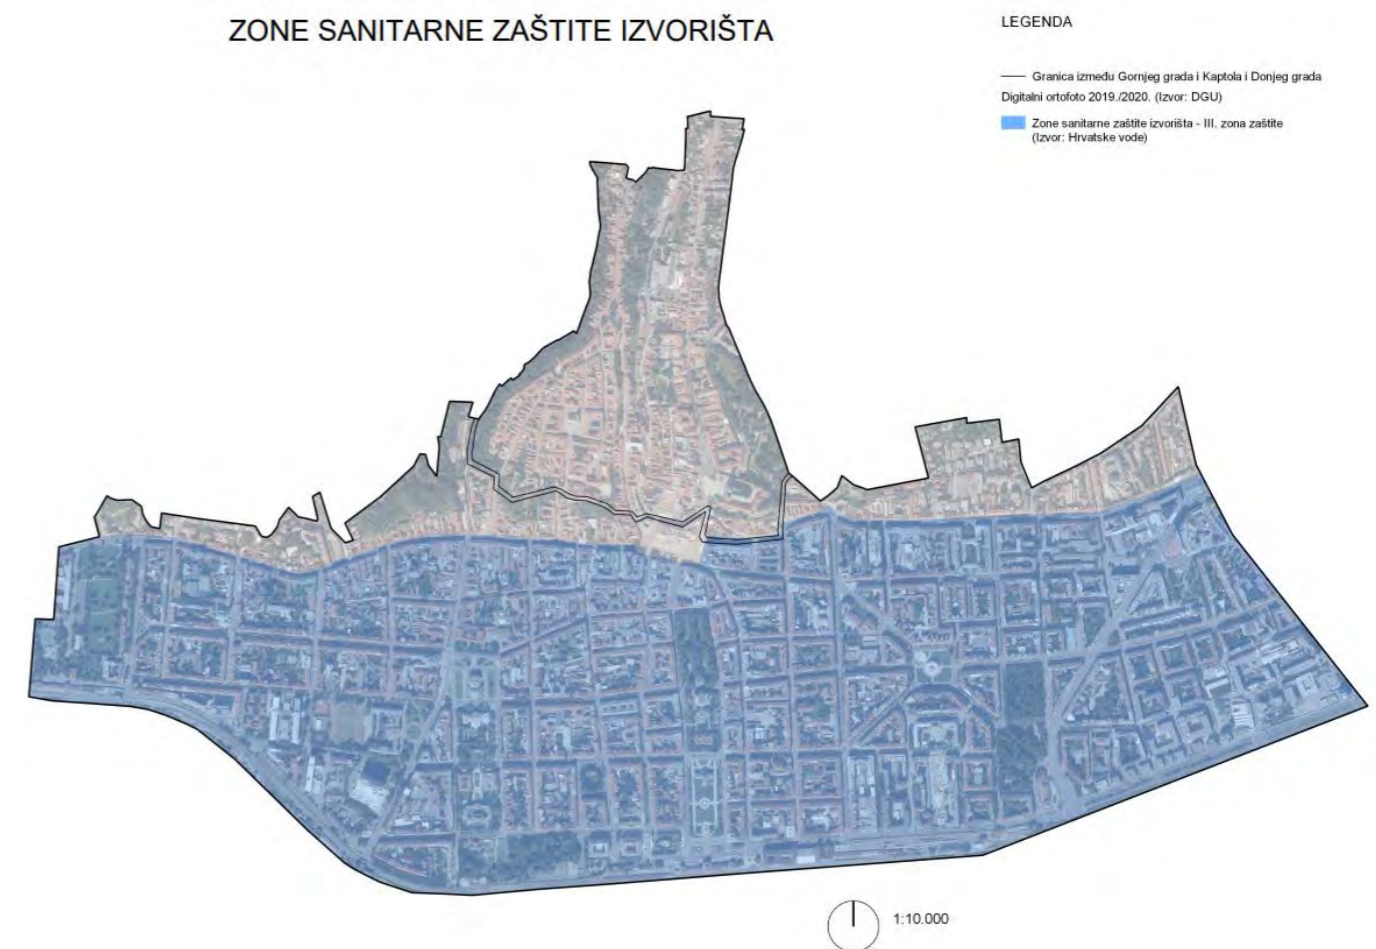 ZONE SANITARNE ZAŠTITE IZVORIŠTA
LEGENDA
Granica između Gornjeg grada i Kaptola i Donjeg grada
Digitalni ortofoto 2019./2020. (Izvor: DGU)
Zone sanitarne zaštite izvorišta - III. zona zaštite
(Izvor: Hrvatske vode)
1:10.000